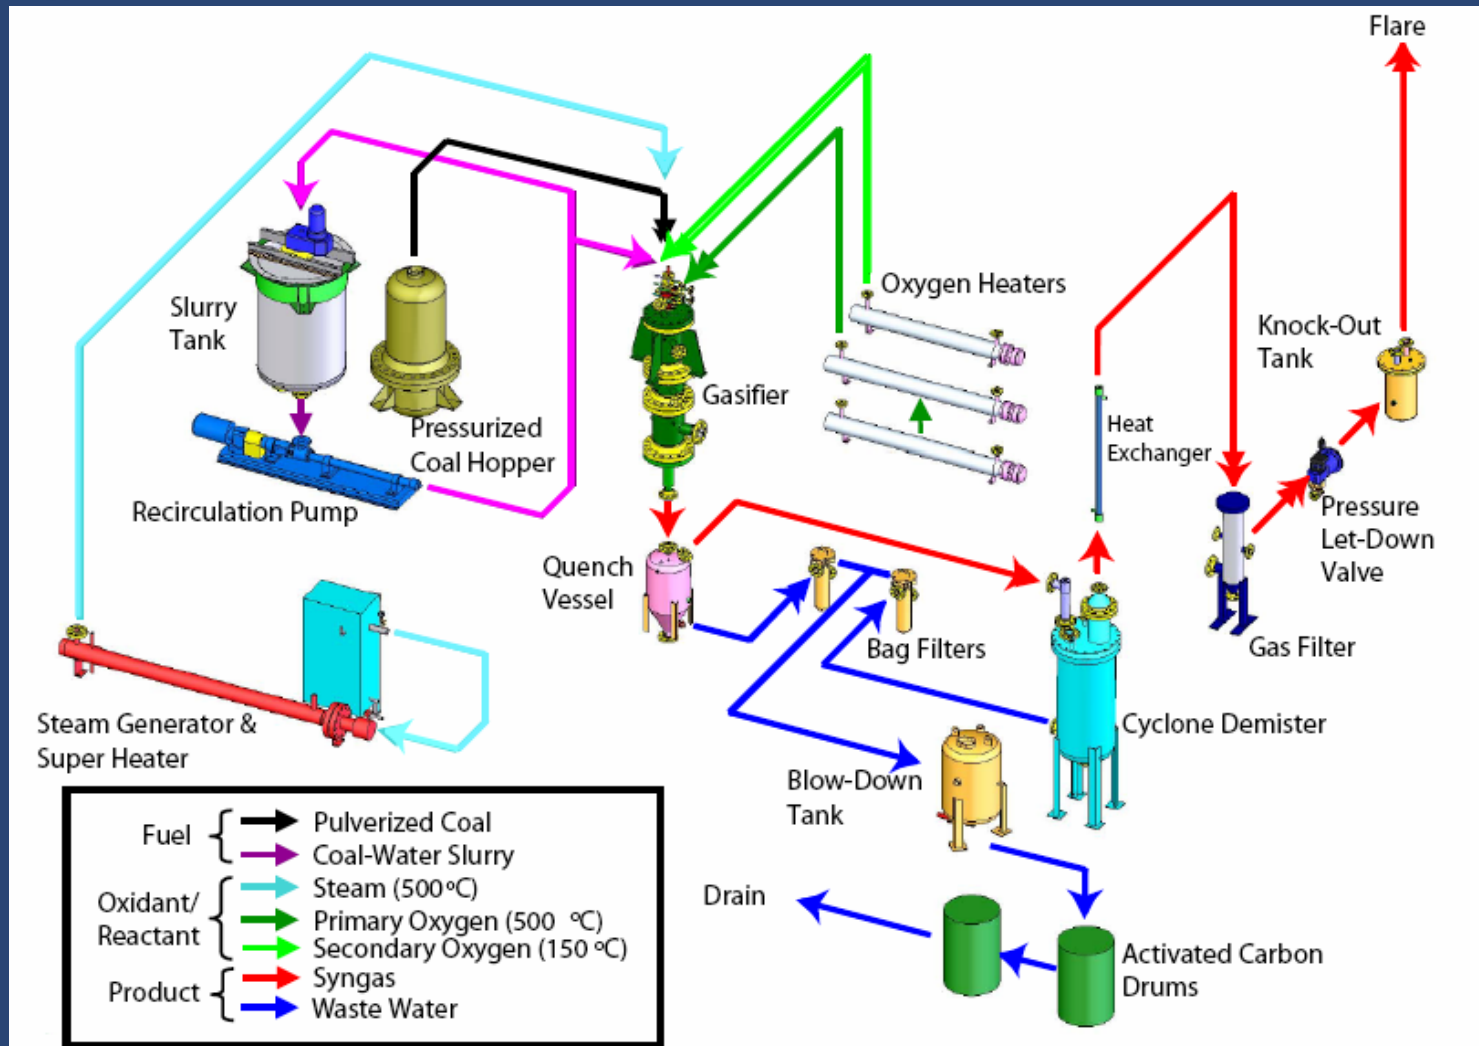 Flare
Oxygen Heaters
Slurry
Tank
Knock-Out
Tank
Gasifier
Pressurized
Coal Hopper
Heat
Exchanger
Recirculation Pump
Pressure
Let-Down
Valve
Quench
Vessel
Bag Filters
Gas Filter
Steam Generator &
Super Heater
Cyclone Demister
Blow-Down
Tank
Drain
Activated Carbon
Drums
Fuel
Pulverized Coal
Coal-Water Slurry
Oxidant/
Reactant
Steam (500ºC)
Primary Oxygen (500 ºC)
Secondary Oxygen (150 ºC)
Product
Syngas
Waste Water